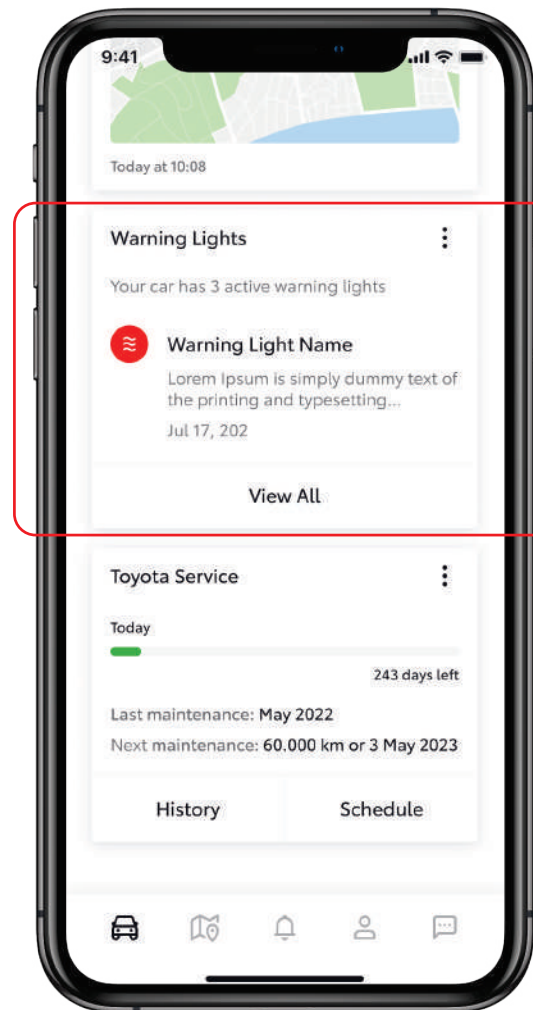 9:41
Today at 10:08
Warning Lights
Your car has 3 active warning lights
Warning Light Name
Lorem Ipsum is simply dummy text of
the printing and typesetting...
Jul 17, 202
View All
Toyota Service
Today
243 days left
Last maintenance: May 2022
Next maintenance: 60.000 km or 3 May 2023
History
Schedule